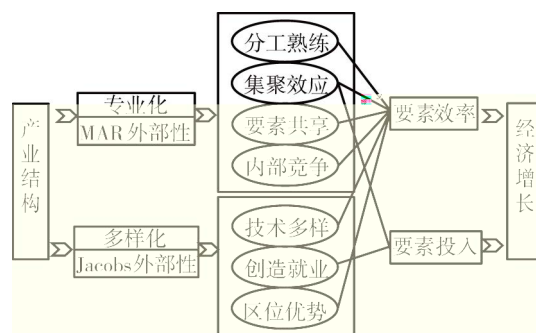 产业结构
专业化
MAR外部性
多样化
Jacobs外部性
分工熟练
集聚效应
要素共享
内部竞争
技术多样
创造就业
区位优势
要素效率
要素投入
经济增长